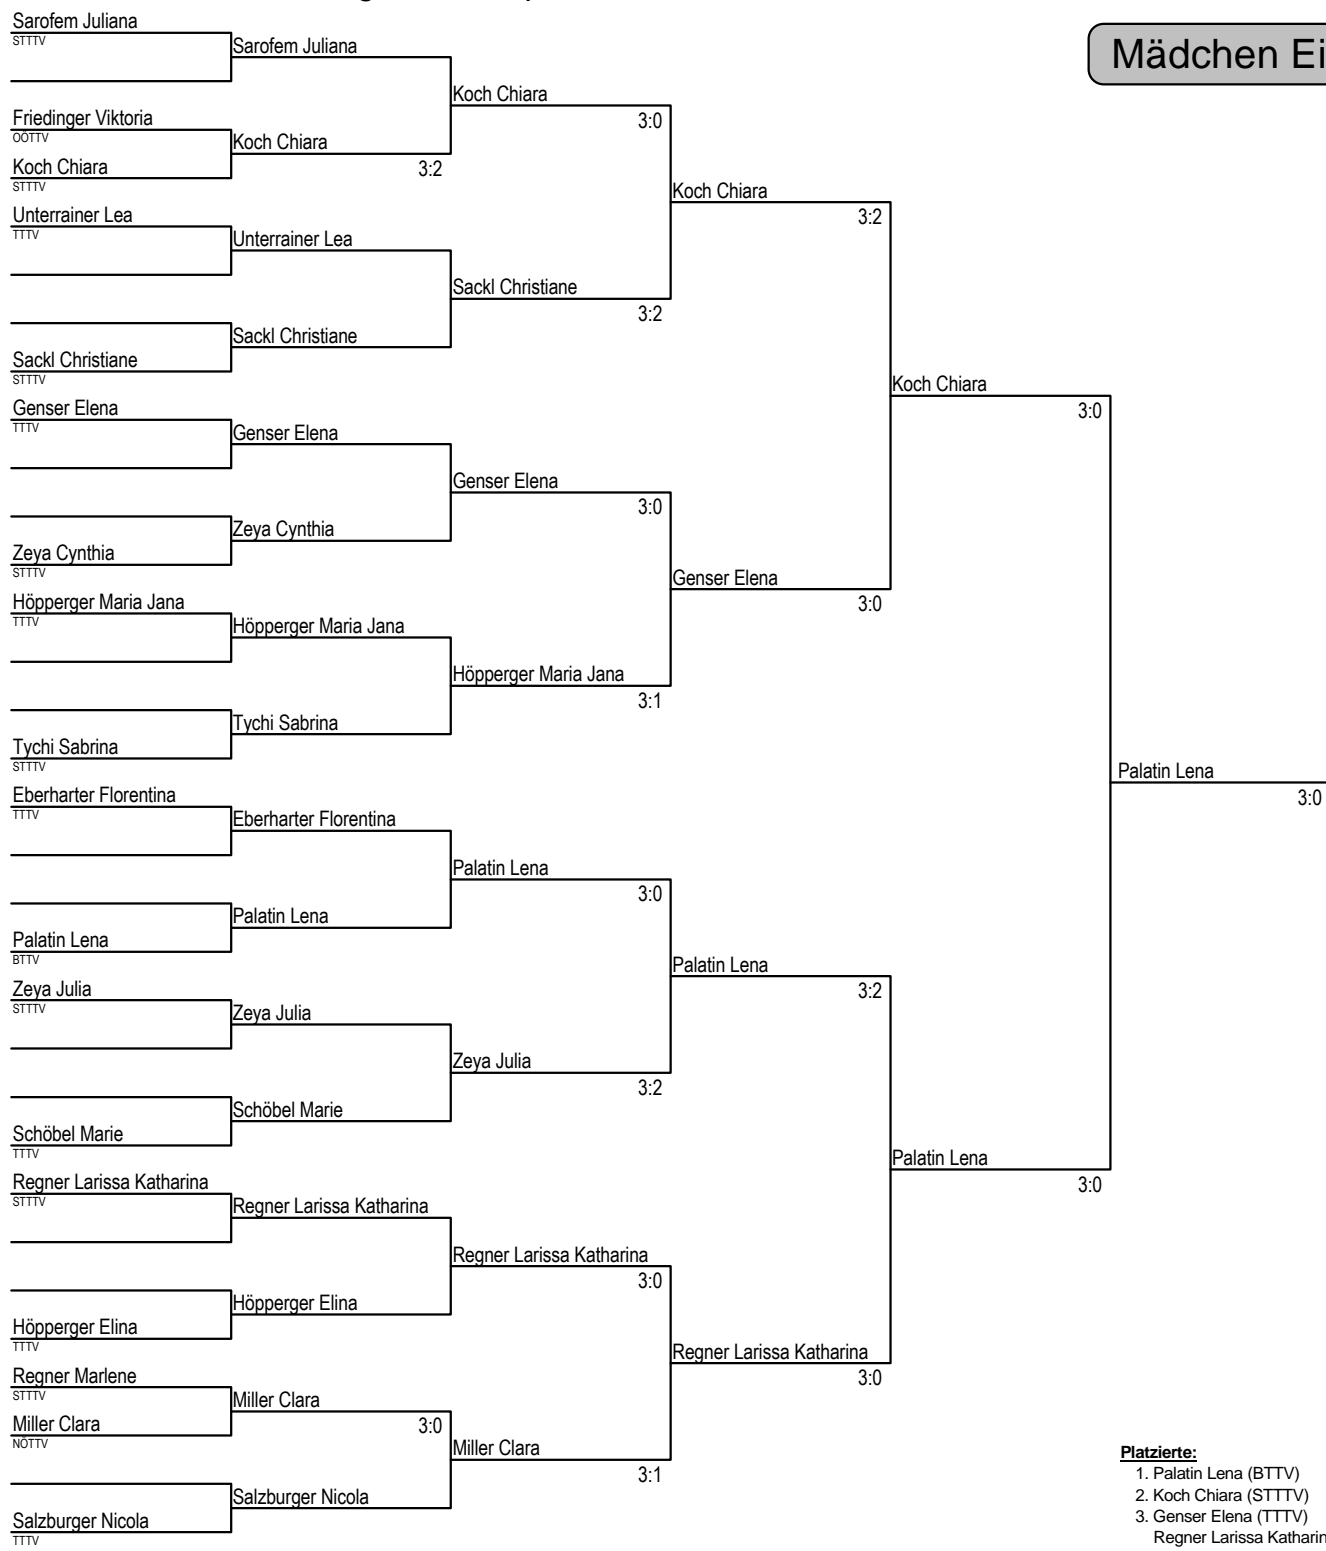 Mädchen Ei
Sarofem Juliana
STTTV
Sarofem Juliana
Koch Chiara
3:0
Friedinger Viktoria
OÖTTV
Koch Chiara
3:2
Koch Chiara
STTTV
Koch Chiara
3:2
Unterrainer Lea
TTTV
Unterrainer Lea
Sackl Christiane
3:2
Sackl Christiane
Sackl Christiane
STTTV
Koch Chiara
3:0
Genser Elena
TTTV
Genser Elena
Genser Elena
3:0
Zeya Cynthia
Zeya Cynthia
STTTV
Genser Elena
3:0
Höpperger Maria Jana
TTTV
Höpperger Maria Jana
Höpperger Maria Jana
3:1
Tychi Sabrina
Tychi Sabrina
STTTV
Palatin Lena
3:0
Eberharter Florentina
TTTV
Eberharter Florentina
Palatin Lena
3:0
Palatin Lena
Palatin Lena
BTTV
Palatin Lena
3:2
Zeya Julia
STTTV
Zeya Julia
Zeya Julia
3:2
Schöbel Marie
Schöbel Marie
TTTV
Palatin Lena
3:0
Regner Larissa Katharina
STTTV
Regner Larissa Katharina
Regner Larissa Katharina
3:0
Höpperger Elina
Höpperger Elina
TTTV
Regner Larissa Katharina
3:0
Regner Marlene
STTTV
Miller Clara
3:0
Miller Clara
NÖTTV
Miller Clara
3:1
Salzburger Nicola
Salzburger Nicola
TTTV
Platzierte:
1. Palatin Lena (BTTV)
2. Koch Chiara (STTTV)
3. Genser Elena (TTTV)
Regner Larissa Katharin